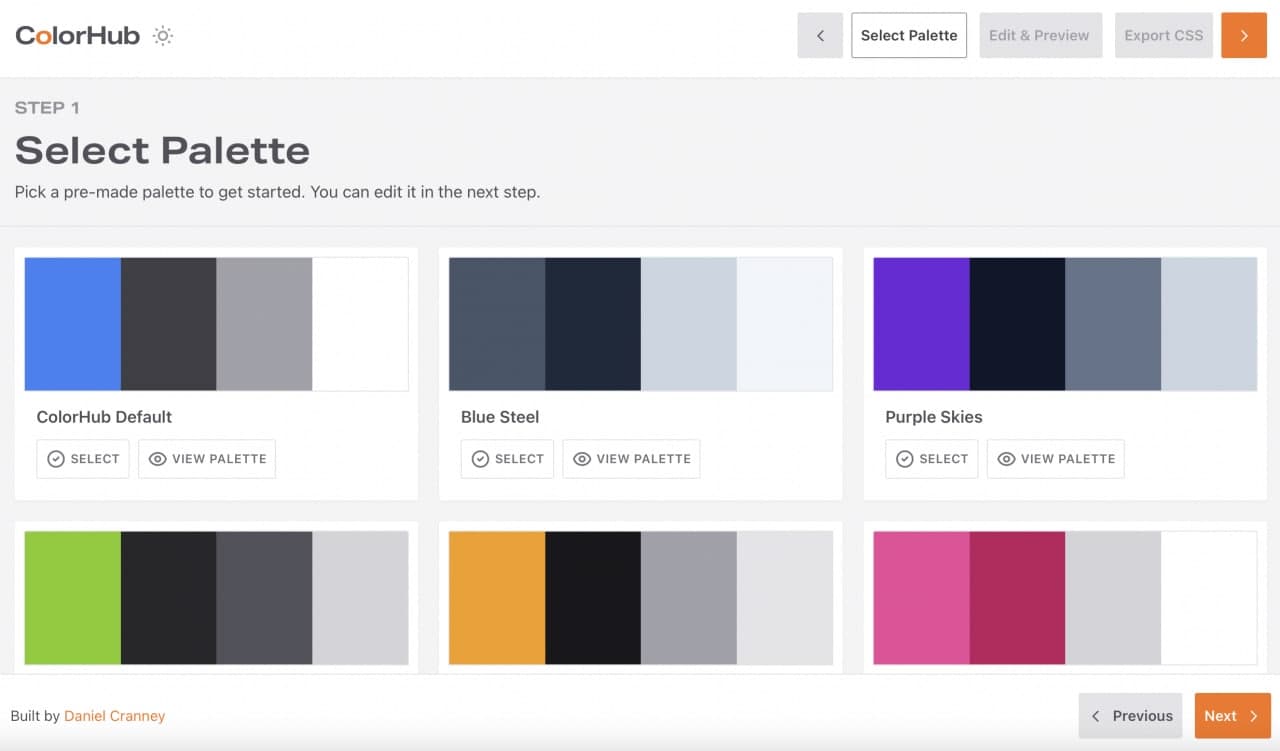 ColorHub
Select Palette
Edit & Preview
Export CSS
STEP 1
Select Palette
Pick a pre-made palette to get started. You can edit it in the next step.
ColorHub Default
SELECT
VIEW PALETTE
Blue Steel
SELECT
VIEW PALETTE
Purple Skies
SELECT
VIEW PALETTE
Built by Daniel Cranney
Previous
Next